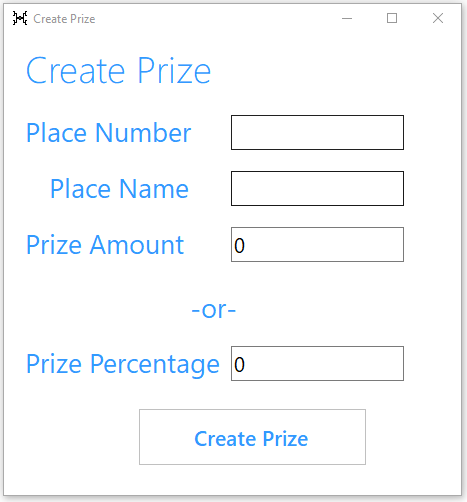 Create Prize
Create Prize
Place Number
Place Name
Prize Amount 0
-or-
Prize Percentage 0
Create Prize